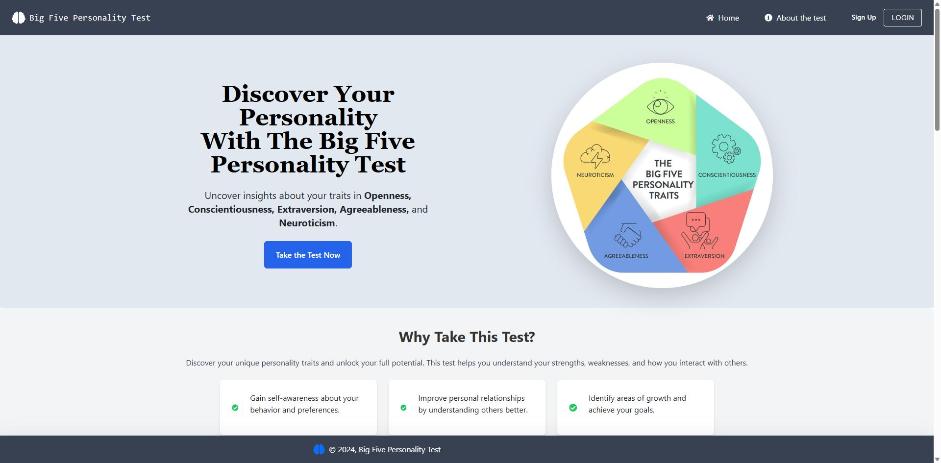 Big Five Personality Test
Home
About the test
Sign Up
LOGIN
Discover Your
Personality
With The Big Five
Personality Test
Uncover insights about your traits in Openness,
Conscientiousness, Extraversion, Agreeableness, and
Neuroticism.
Take the Test Now
OPENNESS
NEUROTICISM
THE
BIG FIVE
PERSONALITY
TRAITS
CONSCIENTIOUSNESS
AGREEABLENESS
EXTRAVERSION
Why Take This Test?
Discover your unique personality traits and unlock your full potential. This test helps you understand your strengths, weaknesses, and how you interact with others.
Gain self-awareness about your
behavior and preferences.
Improve personal relationships
by understanding others better.
Identify areas of growth and
achieve your goals.
© 2024, Big Five Personality Test